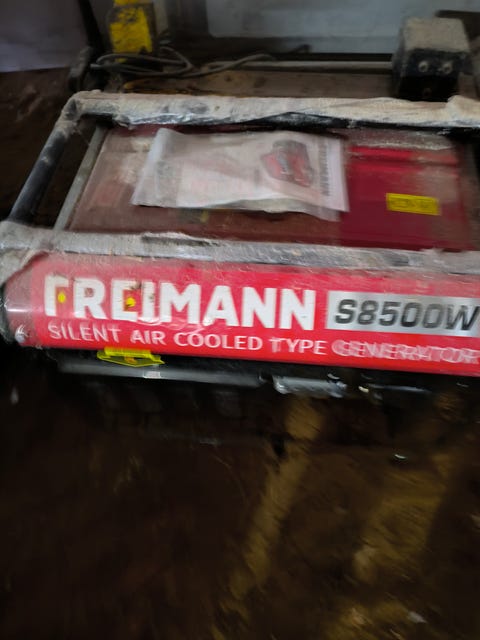 FREIMANN S8500W
SILENT AIR COOLED TYPE GENERATOR